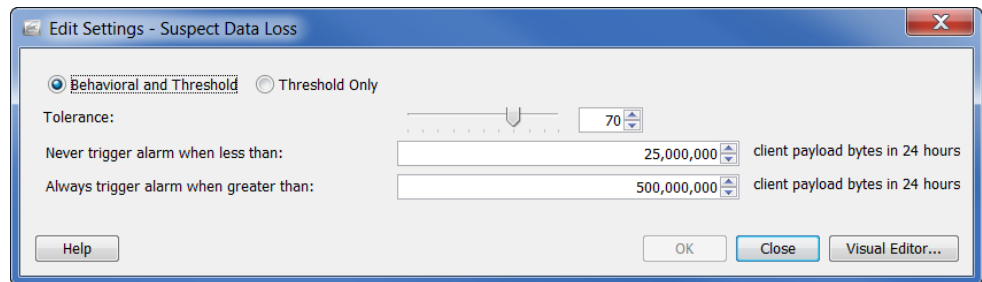 Edit Settings - Suspect Data Loss
Behavioral and Threshold Threshold Only
Tolerance: 70
Never trigger alarm when less than: 25,000,000 client payload bytes in 24 hours
Always trigger alarm when greater than: 500,000,000 client payload bytes in 24 hours
Help OK Close Visual Editor...